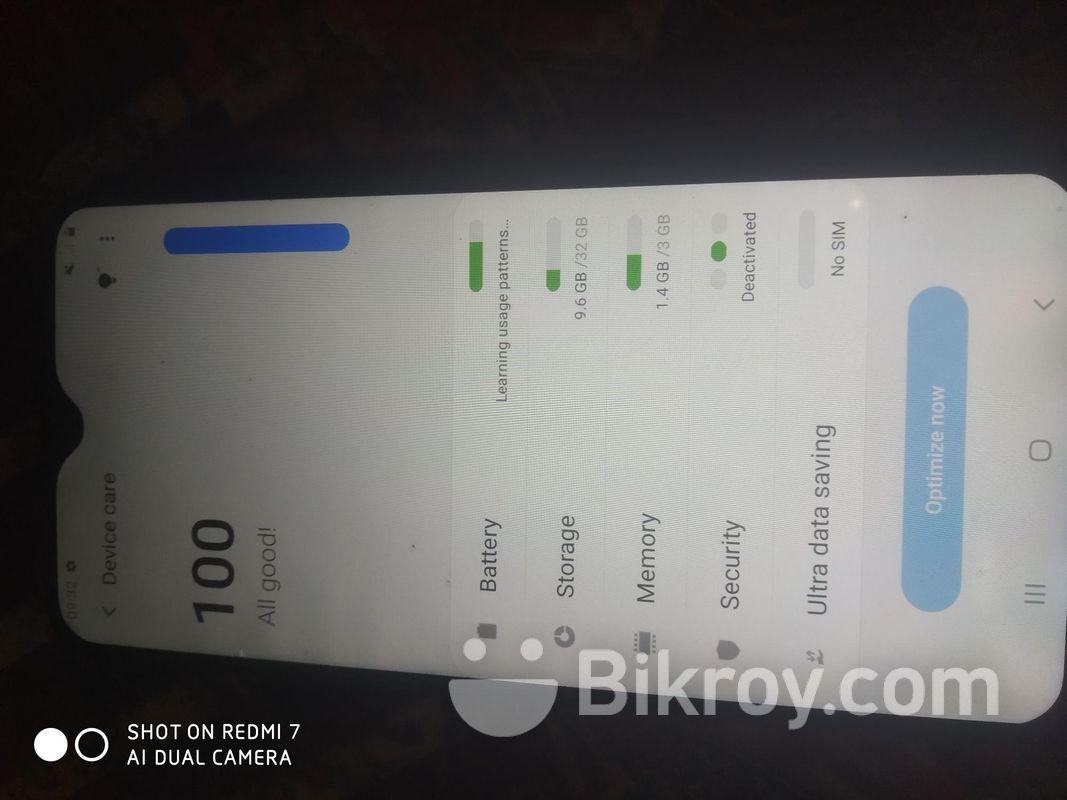 09:32
Device care
100
All good!
Battery
Learning usage patterns...
Storage
9.6 GB /32 GB
Memory
1.4 GB /3 GB
Security
Deactivated
Ultra data saving
No SIM
Optimize now
Bikroy.com
SHOT ON REDMI 7
AI DUAL CAMERA